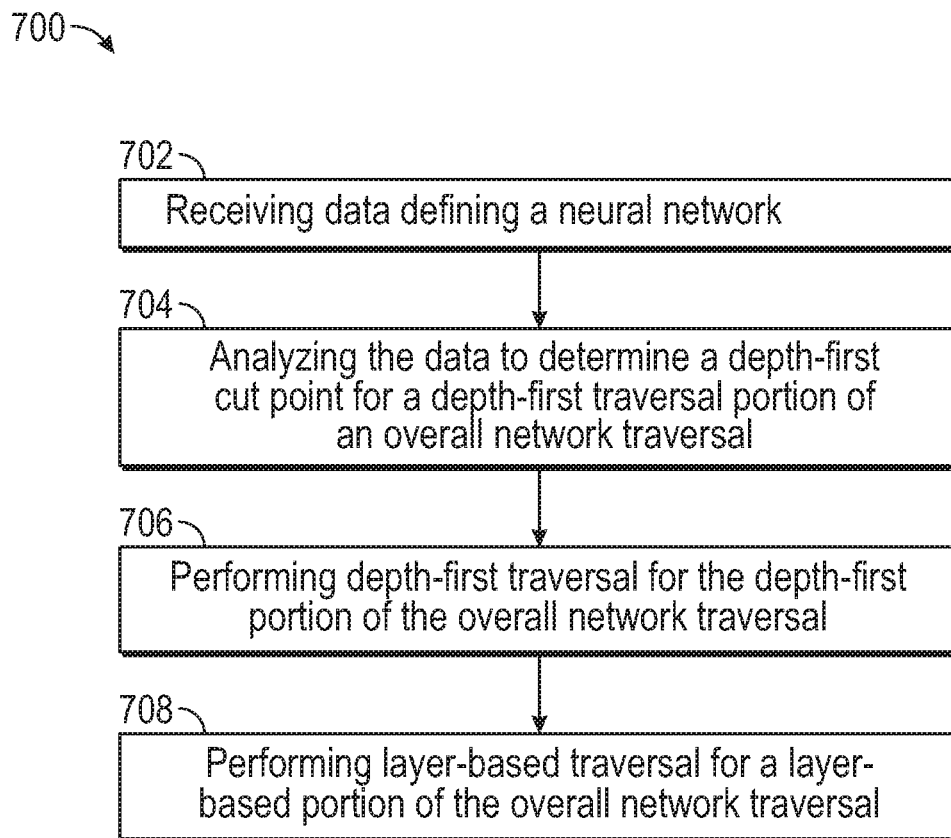 700
702
Receiving data defining a neural network
704
Analyzing the data to determine a depth-first
cut point for a depth-first traversal portion of
an overall network traversal
706
Performing depth-first traversal for the depth-first
portion of the overall network traversal
708
Performing layer-based traversal for a layer-
based portion of the overall network traversal